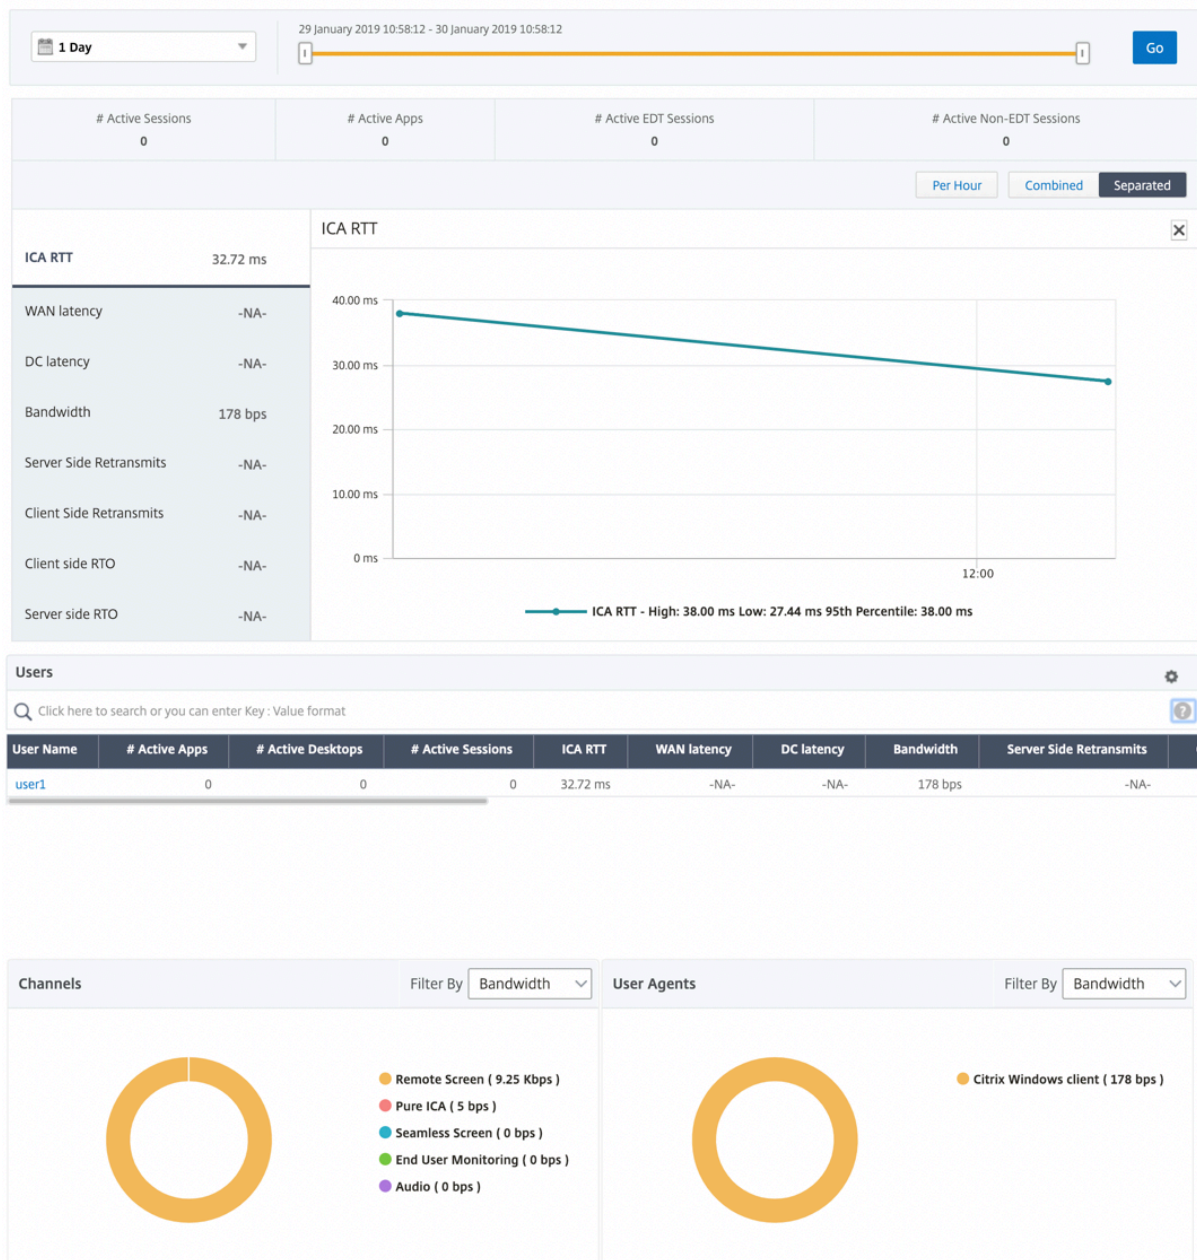 29 January 2019 10:58:12 - 30 January 2019 10:58:12
1 Day
Go
# Active Sessions # Active Apps # Active EDT Sessions # Active Non-EDT Sessions
0 0 0 0
Per Hour Combined Separated
ICA RTT
ICA RTT 32.72 ms
WAN latency -NA-
DC latency -NA-
Bandwidth 178 bps
Server Side Retransmits -NA-
Client Side Retransmits -NA-
Client side RTO -NA-
Server side RTO -NA-
40.00 ms
30.00 ms
20.00 ms
10.00 ms
0 ms
12:00
ICA RTT - High: 38.00 ms Low: 27.44 ms 95th Percentile: 38.00 ms
Users
Click here to search or you can enter Key : Value format
?
User Name # Active Apps # Active Desktops # Active Sessions ICA RTT WAN latency DC latency Bandwidth Server Side Retransmits
user1 0 0 0 32.72 ms -NA- -NA- 178 bps -NA-
Channels Filter By Bandwidth
Remote Screen ( 9.25 Kbps )
Pure ICA ( 5 bps )
Seamless Screen ( 0 bps )
End User Monitoring ( 0 bps )
Audio ( 0 bps )
User Agents Filter By Bandwidth
Citrix Windows client ( 178 bps )